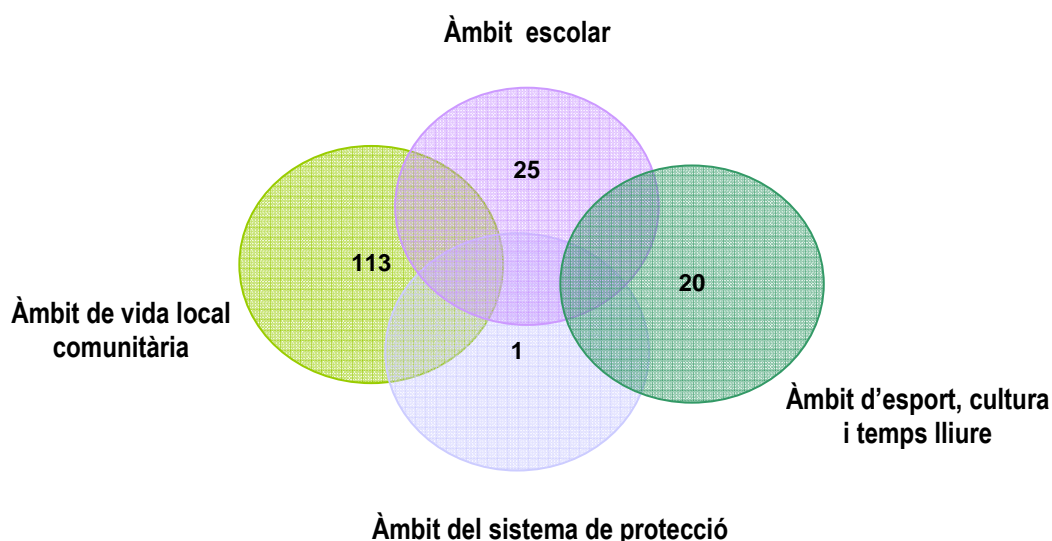 Àmbit escolar
25
113
20
Àmbit de vida local
comunitària
1
Àmbit d’esport, cultura
i temps lliure
Àmbit del sistema de protecció